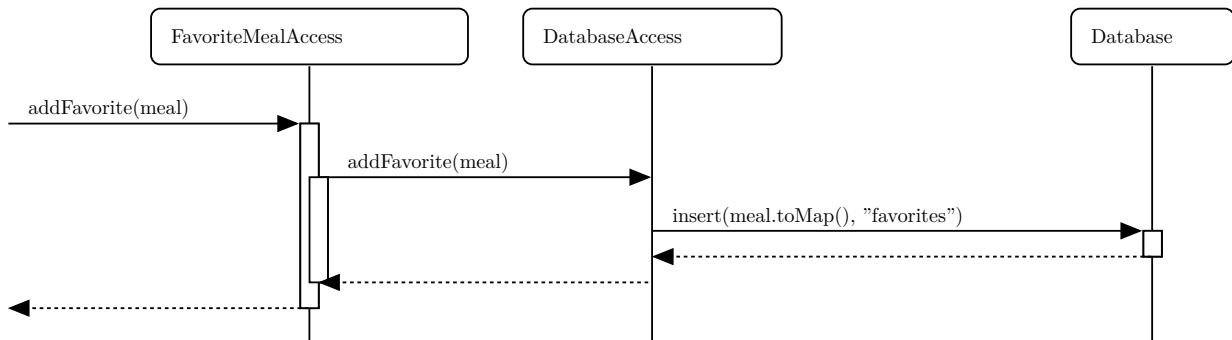 FavoriteMealAccess
DatabaseAccess
Database
addFavorite(meal)
addFavorite(meal)
insert(meal.toMap(), ”favorites”)